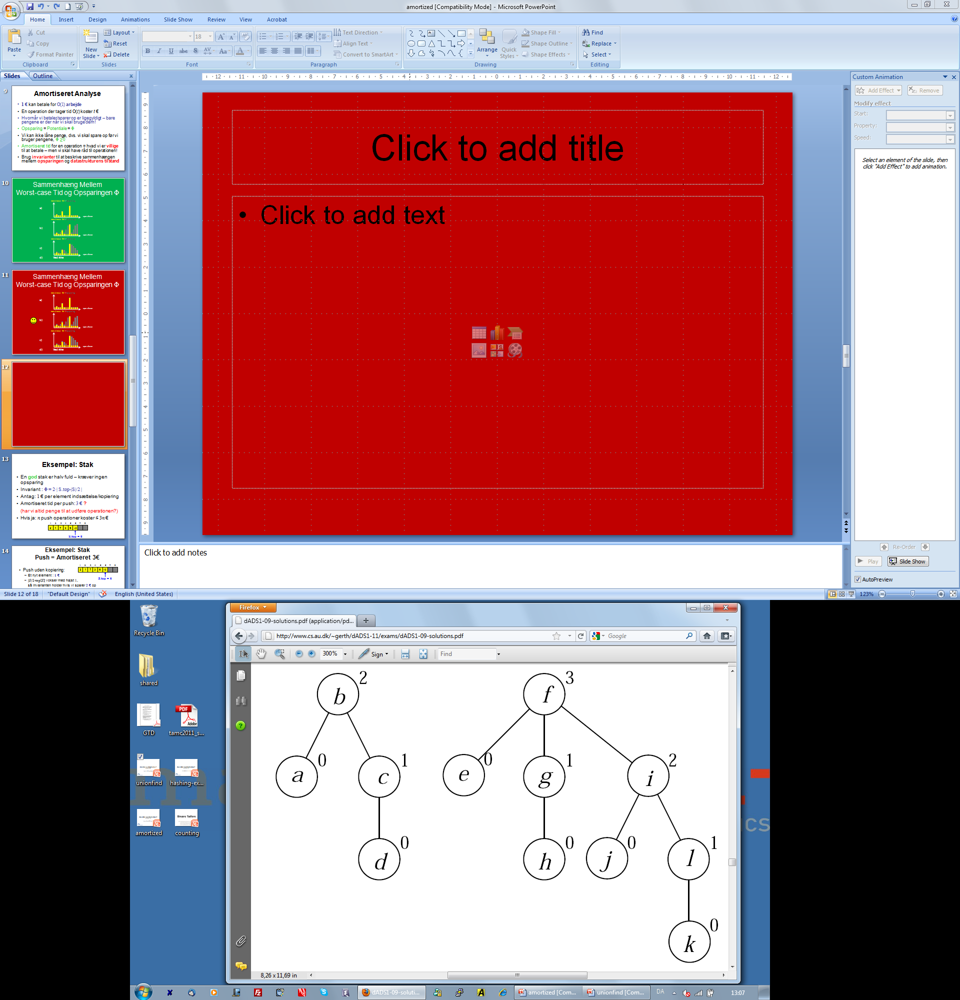 amortized [Compatibility Mode] - Microsoft PowerPoint
Home Insert Design Animations Slide Show Review View Acrobat
Cut
Copy
Format Painter
Paste
Clipboard
New Slide
Layout
Reset
Delete
Slides
18
Font
Text Direction
Align Text
Convert to SmartArt
Paragraph
Arrange
Quick Styles
Shape Fill
Shape Outline
Shape Effects
Drawing
Find
Replace
Select
Editing
Slides Outline
9
Amortiseret Analyse
• 1 € kan betale for O(1) arbejde
• En operation der tager tid O(t) koster t €
• Hvornår vi betaler/sparer op er ligegyldigt – bare
pengene er der når vi skal bruge dem!
• Opsparing = Potentiale = Φ
• Vi kan ikke låne penge, dvs. vi skal spare op før vi
bruger pengene, Φ ≥ 0
• Amortiseret tid for en operation = hvad vi er villige
til at betale – men vi skal have råd til operationen!
• Brug invarianter til at beskrive sammenhængen
mellem opsparingen og datastrukturens tilstand
10
Sammenhæng Mellem
Worst-case Tid og Opsparingen Φ
a)
b)
c)
d) Ved ikke
11
Sammenhæng Mellem
Worst-case Tid og Opsparingen Φ
a)
b)
c)
d) Ved ikke
12
13
Eksempel: Stak
• En god stak er halv fuld – kræver ingen
opsparing
• Invariant : Φ = 2·| S.top-|S|/2 |
• Antag: 1 € per element indsættelse/kopiering
• Amortiseret tid per push: 3 € ?
(har vi altid penge til at udføre operationen?)
• Hvis ja: n push operationer koster ≤ 3n €
S.top = 6
14
Eksempel: Stak
Push = Amortiseret 3€
• Push uden kopiering:
– Et nyt element : 1 €
S.top = 6
så invarianten holder hvis vi sparer 2 € op
Click to add title
• Click to add text
Click to add notes
Custom Animation
Add Effect Remove
Modify effect
Start:
Property:
Speed:
Select an element of the slide, then
click "Add Effect" to add animation.
Re-Order
Play Slide Show
AutoPreview
Slide 12 of 18 "Default Design" English (United States) 123%
Recycle Bin
shared
GTD tamc2011_s...
unionfind hashing-ex...
amortized counting
Firefox
dADS1-09-solutions.pdf (application/pd...
http://www.cs.au.dk/~gerth/dADS1-11/exams/dADS1-09-solutions.pdf
Google
300% Sign Find
b 2 f 3
a 0 c 1 e 0 g 1 i 2
d 0 h 0 j 0 l 1
k 0
8,26 x 11,69 in
dADS1-09-soluti... amortized [Com... unionfind [Com... DA 13:07